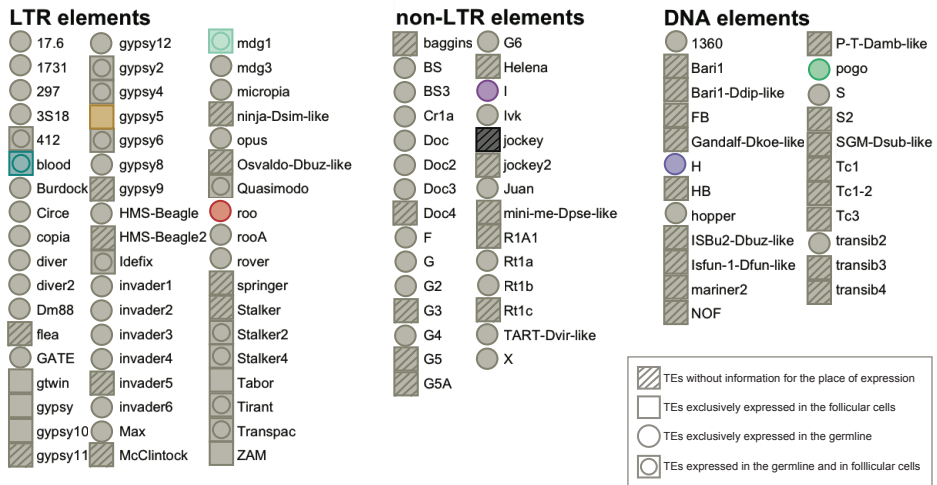 LTR elements
17.6
1731
297
3S18
412
blood
Burdock
Circe
copia
diver
diver2
Dm88
flea
GATE
gtwin
gypsy
gypsy10
gypsy11
gypsy12
gypsy2
gypsy4
gypsy5
gypsy6
gypsy8
gypsy9
HMS-Beagle
HMS-Beagle2
Idefix
invader1
invader2
invader3
invader4
invader5
invader6
Max
McClintock
mdg1
mdg3
micropia
ninja-Dsim-like
opus
Osvaldo-Dbuz-like
Quasimodo
roo
rooA
rover
springer
Stalker
Stalker2
Stalker4
Tabor
Tirant
Transpac
ZAM
non-LTR elements
baggins
BS
BS3
Cr1a
Doc
Doc2
Doc3
Doc4
F
G
G2
G3
G4
G5
G5A
G6
Helena
I
Ivk
jockey
jockey2
Juan
mini-me-Dpse-like
R1A1
Rt1a
Rt1b
Rt1c
TART-Dvir-like
X
DNA elements
1360
Bari1
Bari1-Ddip-like
FB
Gandalf-Dkoe-like
H
HB
hopper
ISBu2-Dbuz-like
Isfun-1-Dfun-like
mariner2
NOF
P-T-Damb-like
pogo
S
S2
SGM-Dsub-like
Tc1
Tc1-2
Tc3
transib2
transib3
transib4
TEs without information for the place of expression
TEs exclusively expressed in the follicular cells
TEs exclusively expressed in the germline
TEs expressed in the germline and in folllicular cells